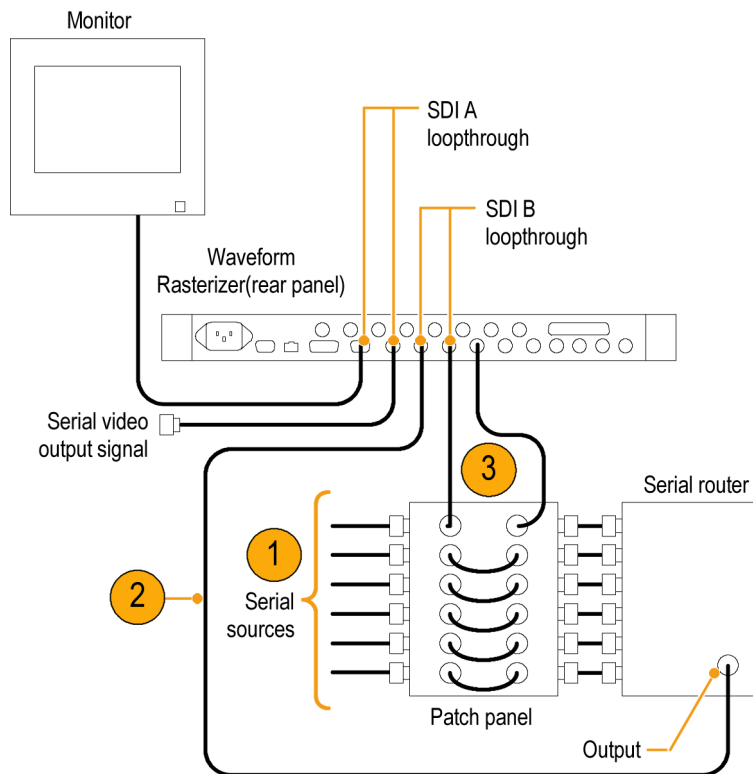 Monitor
SDI A
loopthrough
SDI B
loopthrough
Waveform
Rasterizer(rear panel)
Serial video
output signal
3
Serial router
1
2
Serial
sources
Patch panel
Output